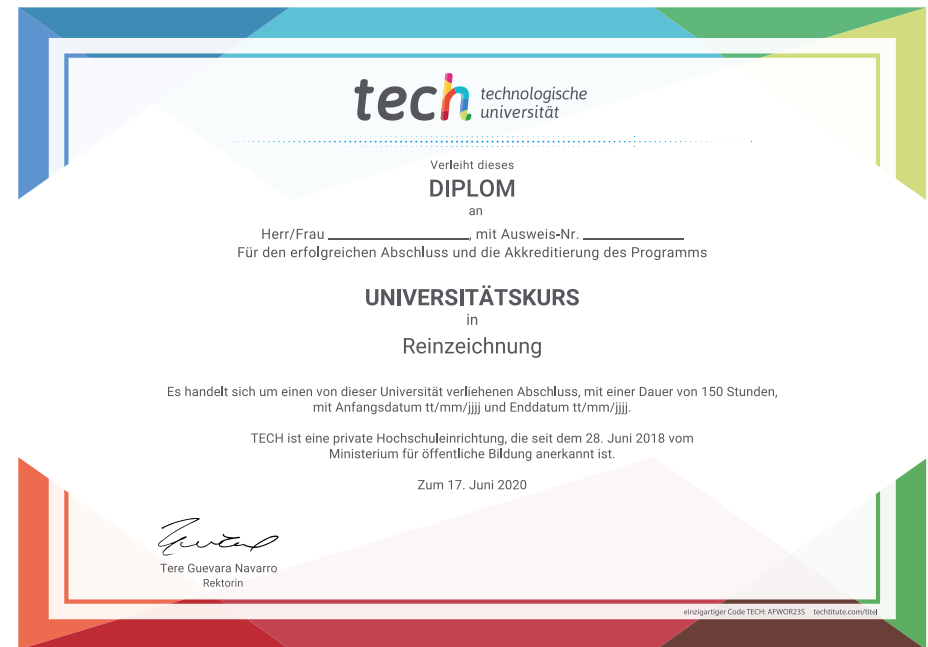 tech technologische
universität
Verleiht dieses
DIPLOM
an
Herr/Frau ____________________, mit Ausweis-Nr. ______________
Für den erfolgreichen Abschluss und die Akkreditierung des Programms
UNIVERSITÄTSKURS
in
Reinzeichnung
Es handelt sich um einen von dieser Universität verliehenen Abschluss, mit einer Dauer von 150 Stunden,
mit Anfangsdatum tt/mm/jjjj und Enddatum tt/mm/jjjj.
TECH ist eine private Hochschuleinrichtung, die seit dem 28. Juni 2018 vom
Ministerium für öffentliche Bildung anerkannt ist.
Zum 17. Juni 2020
Tere Guevara Navarro
Rektorin
einzigartiger Code TECH: AFWOR23S techtitute.com/titel